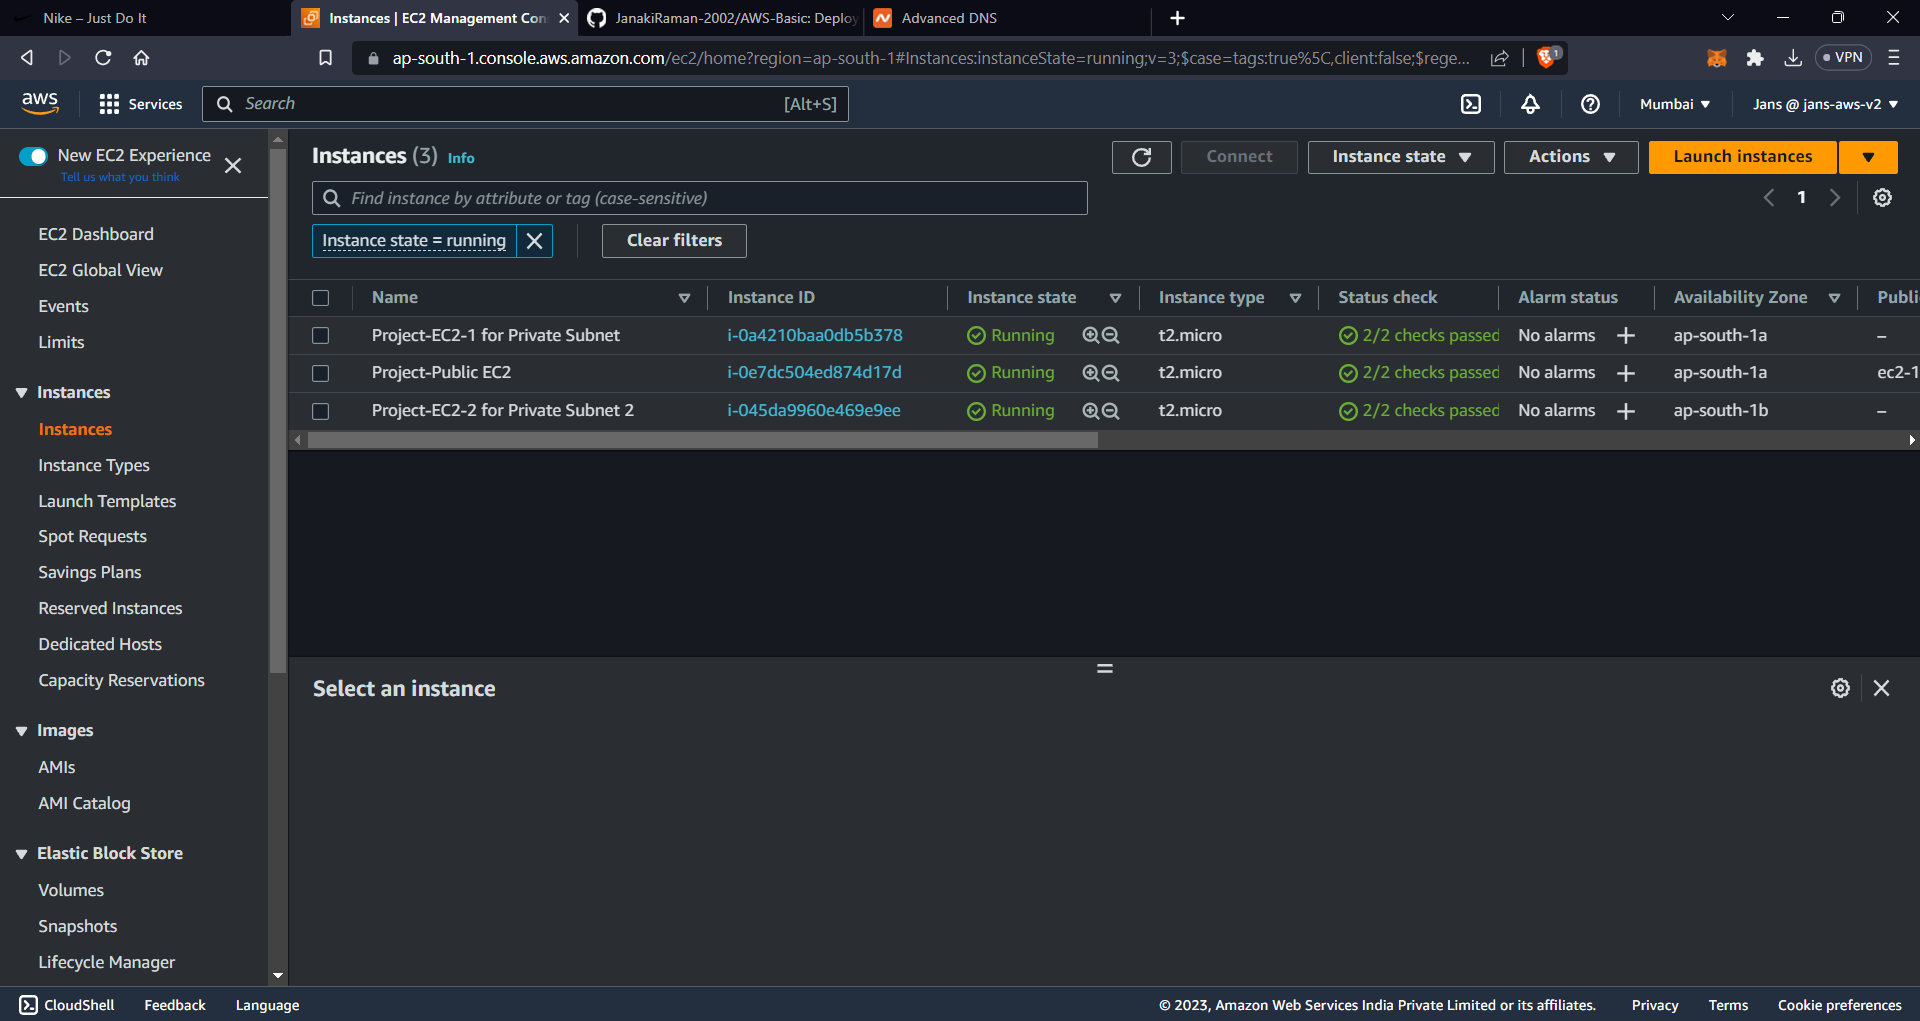 Nike – Just Do It
Instances | EC2 Management Con
JanakiRaman-2002/AWS-Basic: Deploy
Advanced DNS
ap-south-1.console.aws.amazon.com/ec2/home?region=ap-south-1#Instances:instanceState=running;v=3;$case=tags:true%5C,client:false;$rege...
1
VPN
aws
Services
Search
[Alt+S]
Mumbai
Jans @ jans-aws-v2
New EC2 Experience
Tell us what you think
EC2 Dashboard
EC2 Global View
Events
Limits
Instances
Instances
Instance Types
Launch Templates
Spot Requests
Savings Plans
Reserved Instances
Dedicated Hosts
Capacity Reservations
Images
AMIs
AMI Catalog
Elastic Block Store
Volumes
Snapshots
Lifecycle Manager
Instances (3) Info
Connect
Instance state
Actions
Launch instances
Find instance by attribute or tag (case-sensitive)
1
Instance state = running
Clear filters
Name Instance ID Instance state Instance type Status check Alarm status Availability Zone Publi
Project-EC2-1 for Private Subnet i-0a4210baa0db5b378 Running t2.micro 2/2 checks passed No alarms + ap-south-1a –
Project-Public EC2 i-0e7dc504ed874d17d Running t2.micro 2/2 checks passed No alarms + ap-south-1a ec2-1
Project-EC2-2 for Private Subnet 2 i-045da9960e469e9ee Running t2.micro 2/2 checks passed No alarms + ap-south-1b –
Select an instance
CloudShell
Feedback
Language
© 2023, Amazon Web Services India Private Limited or its affiliates.
Privacy
Terms
Cookie preferences